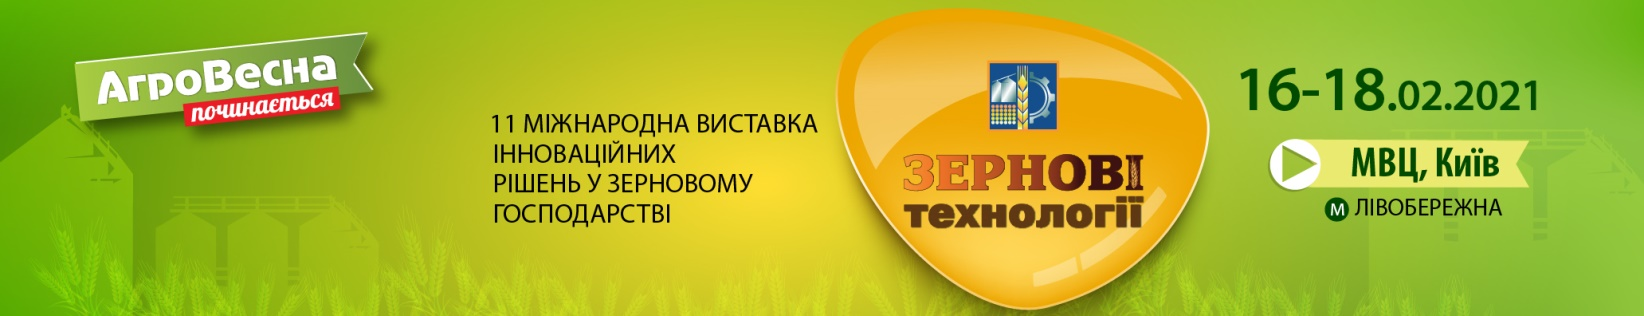 АгроВесна
починається
11 МІЖНАРОДНА ВИСТАВКА
ІННОВАЦІЙНИХ
РІШЕНЬ У ЗЕРНОВОМУ
ГОСПОДАРСТВІ
ЗЕРНОВІ
технології
16-18.02.2021
МВЦ, Київ
М ЛІВОБЕРЕЖНА